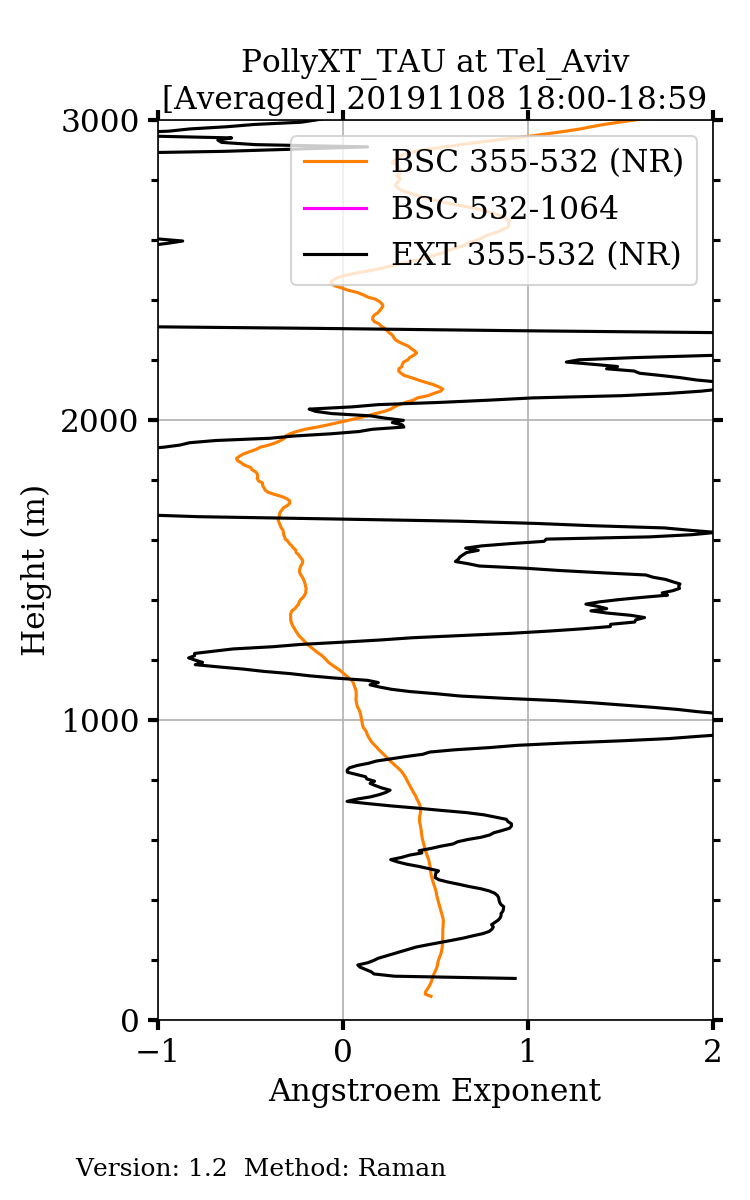 PollyXT_TAU at Tel_Aviv
[Averaged] 20191108 18:00-18:59
3000
BSC 355-532 (NR)
BSC 532-1064
EXT 355-532 (NR)
2000
Height (m)
1000
0
−1 0 1 2
Angstroem Exponent
Version: 1.2 Method: Raman